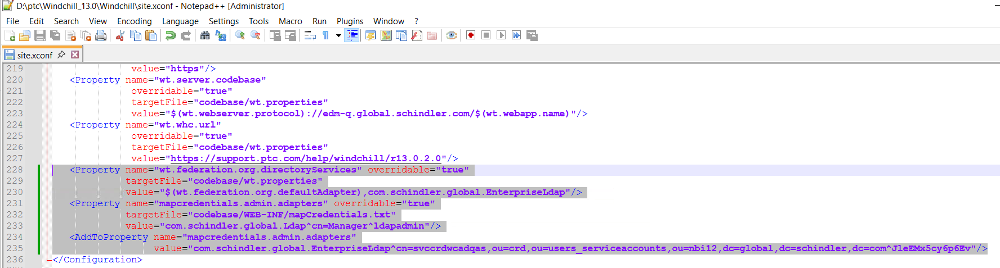 D:\ptc\Windchill_13.0\Windchill\site.xconf - Notepad++ [Administrator]
File Edit Search View Encoding Language Settings Tools Macro Run Plugins Window ?
site.xconf
219 value="https"/>
220 <Property name="wt.server.codebase"
221 overridable="true"
222 targetFile="codebase/wt.properties"
223 value="$(wt.webserver.protocol)://edm-q.global.schindler.com/$(wt.webapp.name)"/>
224 <Property name="wt.whc.url"
225 overridable="true"
226 targetFile="codebase/wt.properties"
227 value="https://support.ptc.com/help/windchill/r13.0.2.0"/>
228 <Property name="wt.federation.org.directoryServices" overridable="true"
229 targetFile="codebase/wt.properties"
230 value="$(wt.federation.org.defaultAdapter),com.schindler.global.EnterpriseLdap"/>
231 <Property name="mapcredentials.admin.adapters" overridable="true"
232 targetFile="codebase/WEB-INF/mapCredentials.txt"
233 value="com.schindler.global.Ldap^cn=Manager^ldapadmin"/>
234 <AddToProperty name="mapcredentials.admin.adapters"
235 value="com.schindler.global.EnterpriseLdap^cn=svccrdwcadqas,ou=crd,ou=users_serviceaccounts,ou=nbi12,dc=global,dc=schindler,dc=com^JleEMx5cy6p6Ev"/>
236 </Configuration>